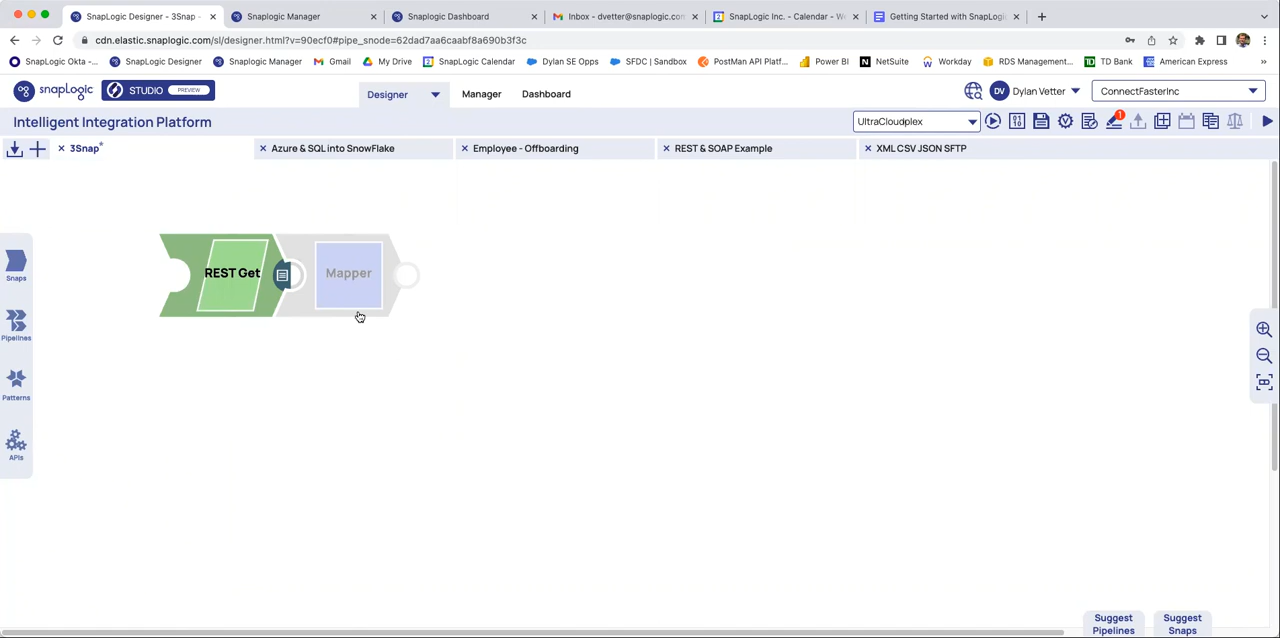 SnapLogic Designer - 3Snap -
Snaplogic Manager
Snaplogic Dashboard
Inbox - dvetter@snaplogic.con
SnapLogic Inc. - Calendar - We
Getting Started with SnapLogi
cdn.elastic.snaplogic.com/sl/designer.html?v=90ecf0#pipe_snode=62dad7aa6caabf8a690b3f3c
SnapLogic Okta -...
SnapLogic Designer
Snaplogic Manager
Gmail
My Drive
SnapLogic Calendar
Dylan SE Opps
SFDC | Sandbox
PostMan API Platf...
Power BI
NetSuite
Workday
RDS Management...
TD Bank
American Express
snapLogic
STUDIO PREVIEW
Designer
Manager
Dashboard
DV Dylan Vetter
ConnectFasterInc
Intelligent Integration Platform
UltraCloudplex
1
3Snap*
Azure & SQL into SnowFlake
Employee - Offboarding
REST & SOAP Example
XML CSV JSON SFTP
REST Get
Mapper
Snaps
Pipelines
Patterns
APIs
Suggest
Pipelines
Suggest
Snaps